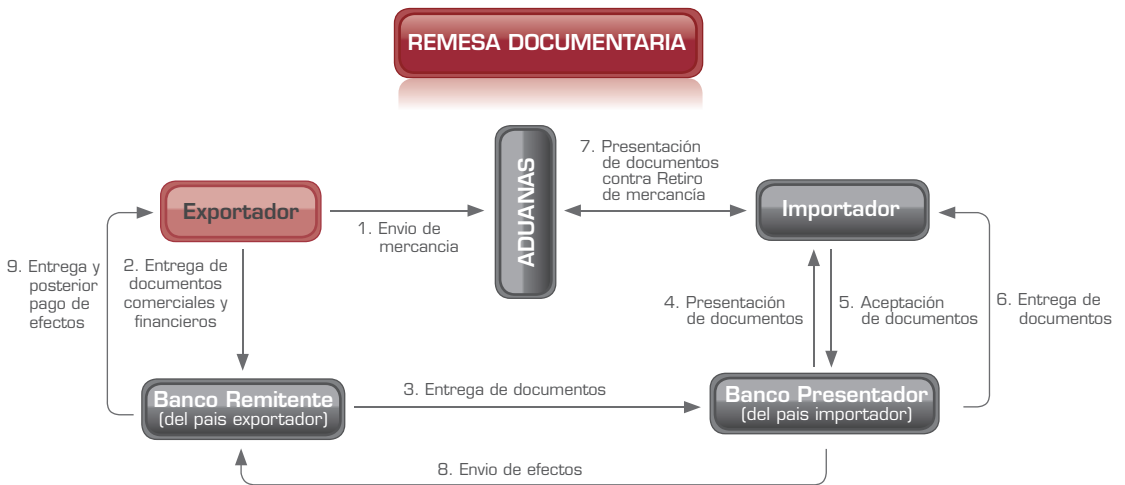 REMESA DOCUMENTARIA
ADUANAS
7. Presentación
de documentos
contra Retiro
de mercancía
Exportador
Importador
1. Envio de
mercancia
9. Entrega y
posterior
pago de
efectos
2. Entrega de
documentos
comerciales y
financieros
4. Presentación
de documentos
5. Aceptación
de documentos
6. Entrega de
documentos
Banco Remitente
(del pais exportador)
3. Entrega de documentos
Banco Presentador
(del pais importador)
8. Envio de efectos